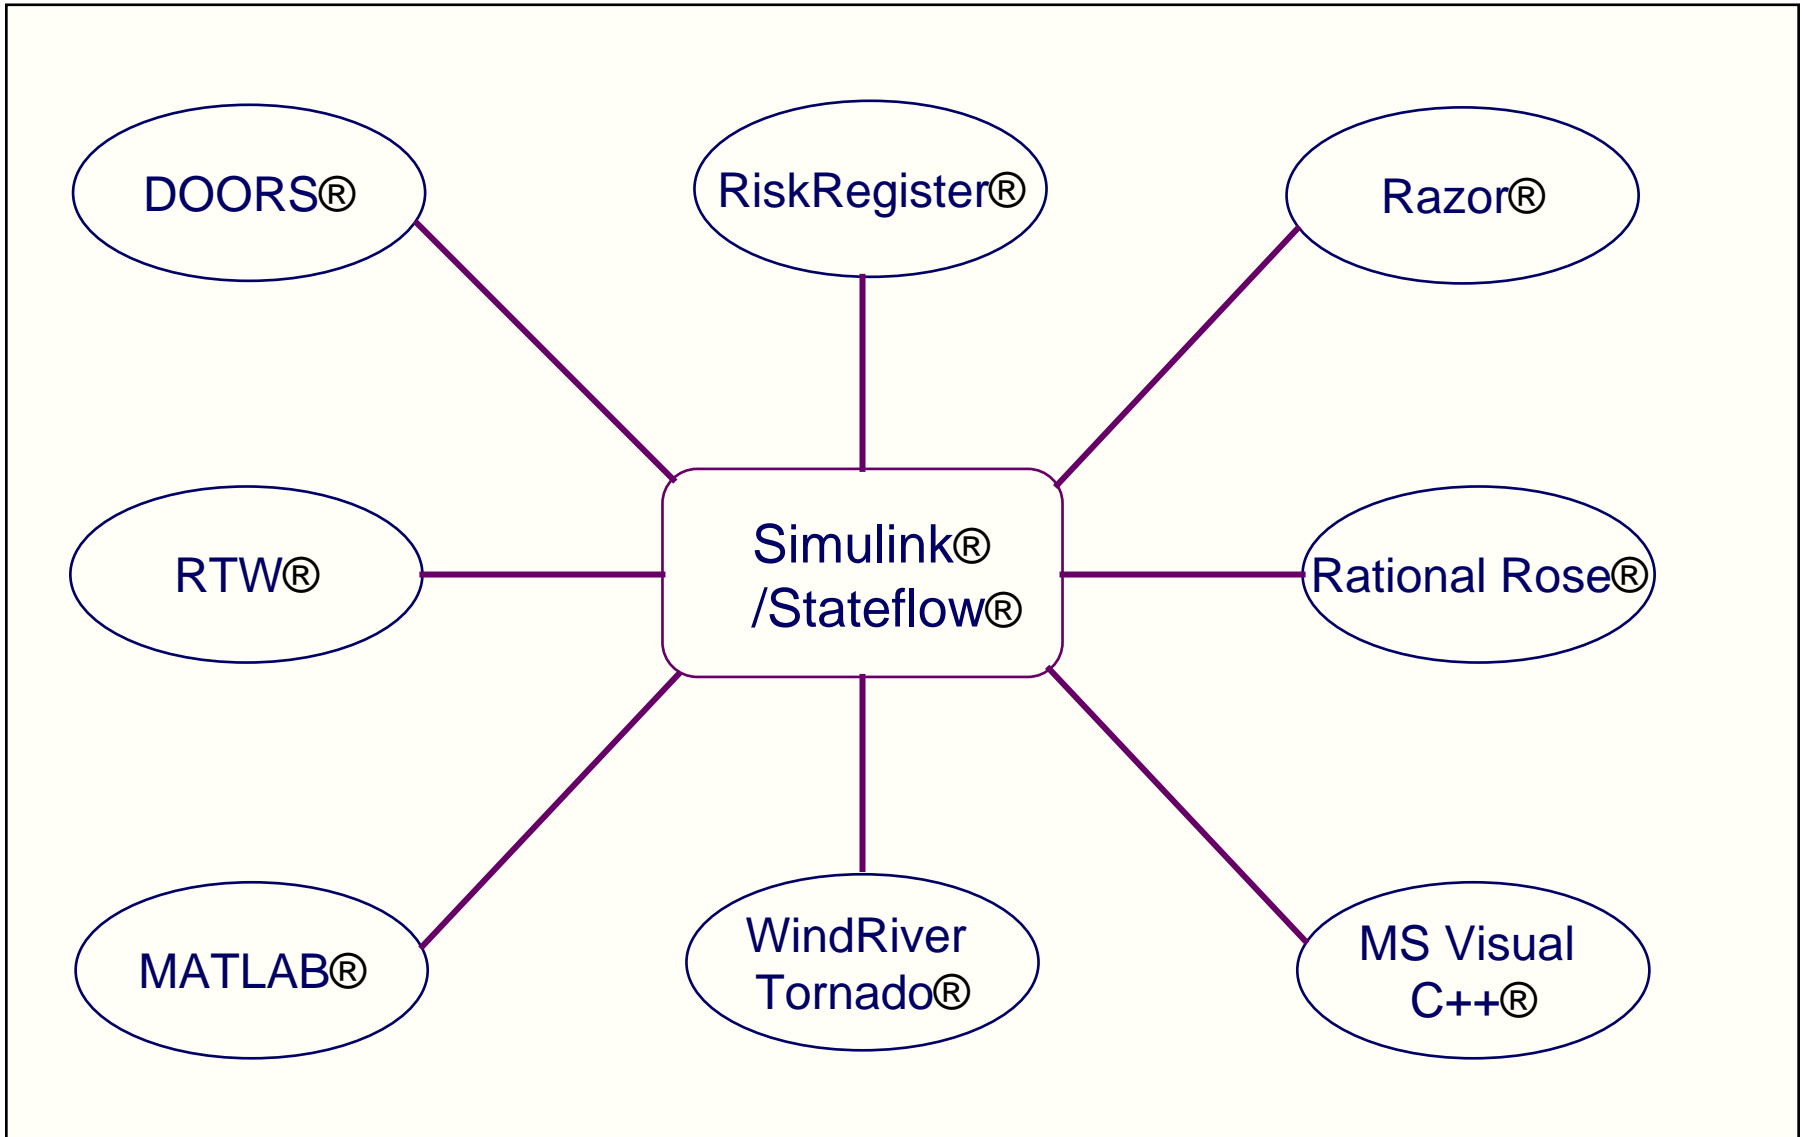 DOORS®
RiskRegister®
Razor®
RTW®
Simulink®
/Stateflow®
Rational Rose®
MATLAB®
WindRiver
Tornado®
MS Visual
C++®